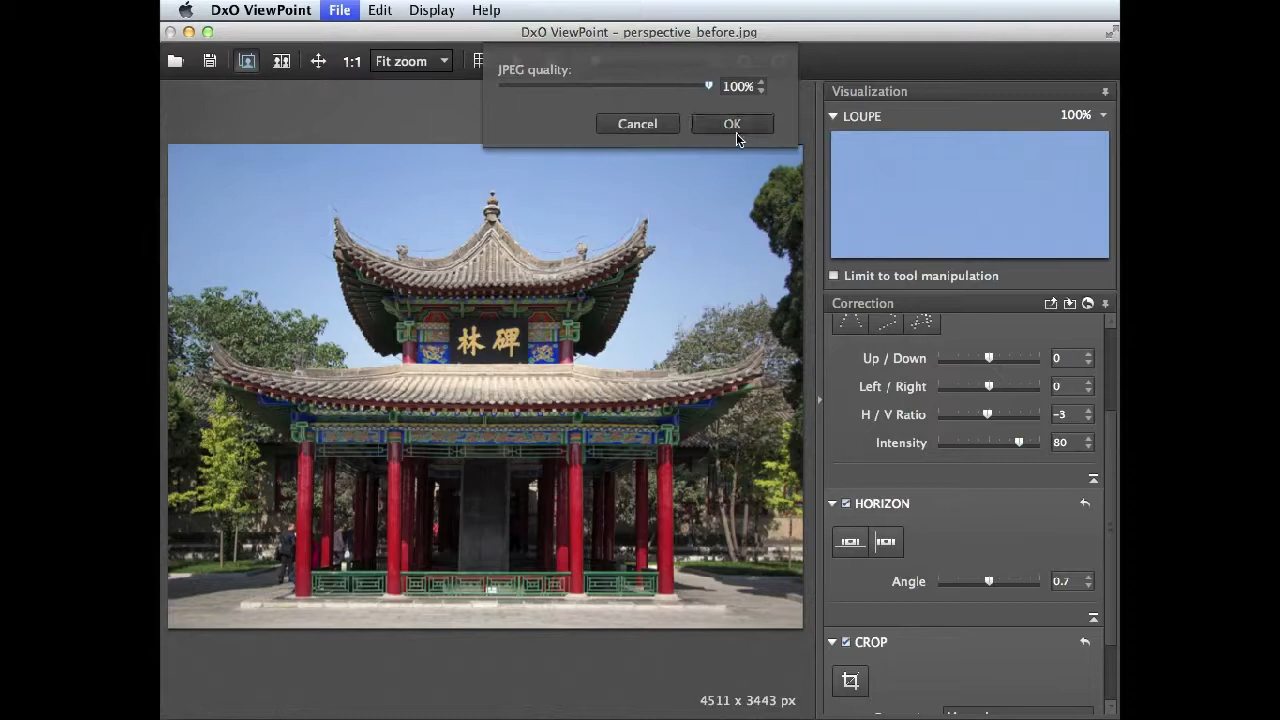 DxO ViewPoint File Edit Display Help
DxO ViewPoint – perspective_before.jpg
1:1 Fit zoom
JPEG quality:
100%
Cancel OK
Visualization
LOUPE 100%
Limit to tool manipulation
Correction
Up / Down 0
Left / Right 0
H / V Ratio -3
Intensity 80
HORIZON
Angle 0.7
CROP
林碑
4511 x 3443 px